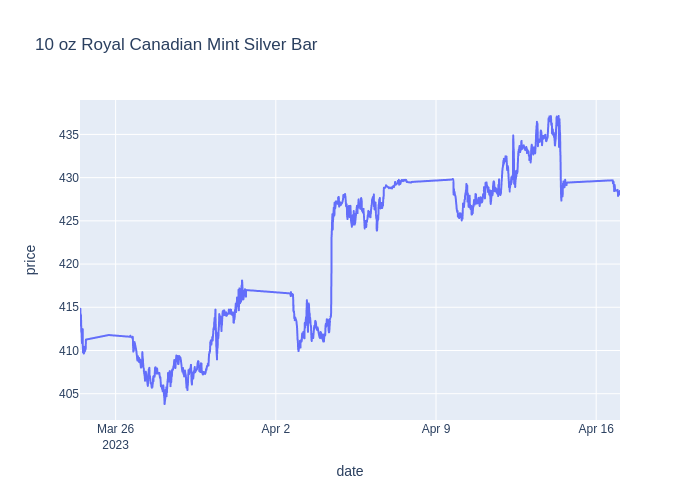 10 oz Royal Canadian Mint Silver Bar
435
430
425
420
415
410
405
price
Mar 26
2023
Apr 2
Apr 9
Apr 16
date